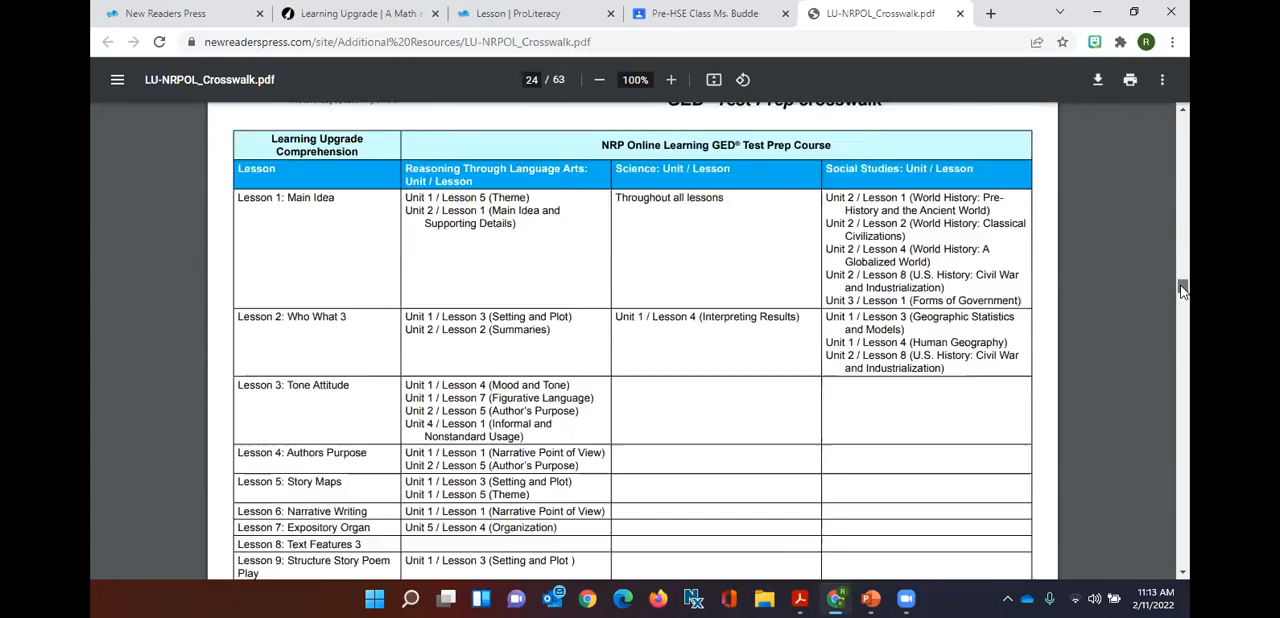 New Readers Press
Learning Upgrade | A Math
Lesson | ProLiteracy
Pre-HSE Class Ms. Budde
LU-NRPOL_Crosswalk.pdf
newreaderspress.com/site/Additional%20Resources/LU-NRPOL_Crosswalk.pdf
R
LU-NRPOL_Crosswalk.pdf
24 / 63
100%
GED® Test Prep Crosswalk
Learning Upgrade
Comprehension
NRP Online Learning GED® Test Prep Course
Lesson
Reasoning Through Language Arts:
Unit / Lesson
Science: Unit / Lesson
Social Studies: Unit / Lesson
Lesson 1: Main Idea
Unit 1 / Lesson 5 (Theme)
Unit 2 / Lesson 1 (Main Idea and
Supporting Details)
Throughout all lessons
Unit 2 / Lesson 1 (World History: Pre-
History and the Ancient World)
Unit 2 / Lesson 2 (World History: Classical
Civilizations)
Unit 2 / Lesson 4 (World History: A
Globalized World)
Unit 2 / Lesson 8 (U.S. History: Civil War
and Industrialization)
Unit 3 / Lesson 1 (Forms of Government)
Lesson 2: Who What 3
Unit 1 / Lesson 3 (Setting and Plot)
Unit 2 / Lesson 2 (Summaries)
Unit 1 / Lesson 4 (Interpreting Results)
Unit 1 / Lesson 3 (Geographic Statistics
and Models)
Unit 1 / Lesson 4 (Human Geography)
Unit 2 / Lesson 8 (U.S. History: Civil War
and Industrialization)
Lesson 3: Tone Attitude
Unit 1 / Lesson 4 (Mood and Tone)
Unit 1 / Lesson 7 (Figurative Language)
Unit 2 / Lesson 5 (Author's Purpose)
Unit 4 / Lesson 1 (Informal and
Nonstandard Usage)
Lesson 4: Authors Purpose
Unit 1 / Lesson 1 (Narrative Point of View)
Unit 2 / Lesson 5 (Author's Purpose)
Lesson 5: Story Maps
Unit 1 / Lesson 3 (Setting and Plot)
Unit 1 / Lesson 5 (Theme)
Lesson 6: Narrative Writing
Unit 1 / Lesson 1 (Narrative Point of View)
Lesson 7: Expository Organ
Unit 5 / Lesson 4 (Organization)
Lesson 8: Text Features 3
Lesson 9: Structure Story Poem
Play
Unit 1 / Lesson 3 (Setting and Plot )
11:13 AM
2/11/2022